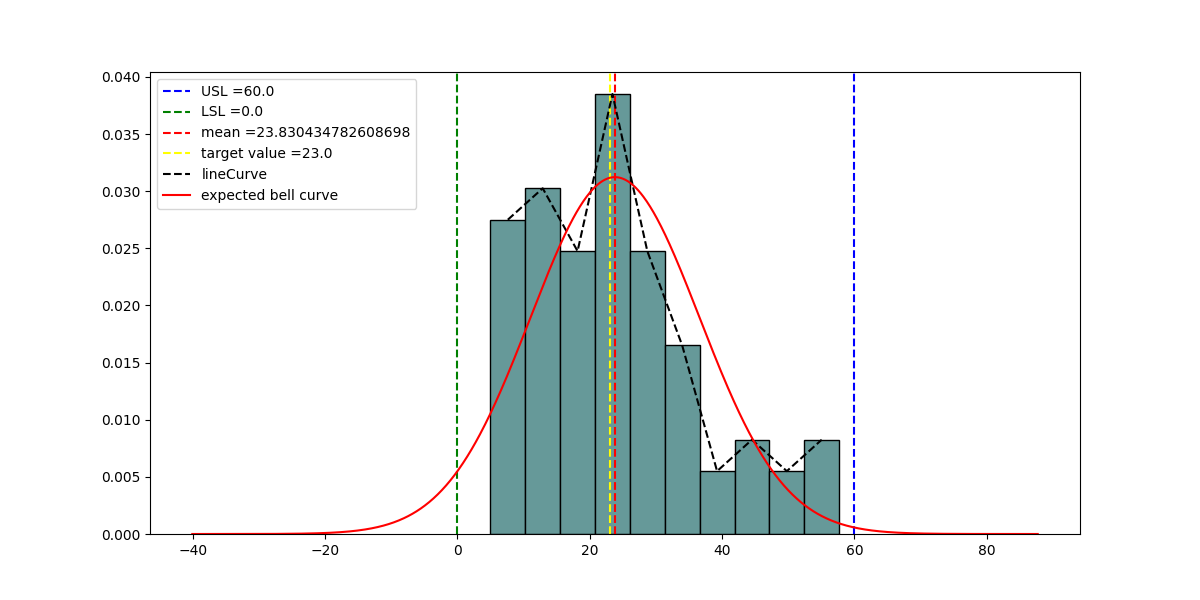 0.040
0.035
0.030
0.025
0.020
0.015
0.010
0.005
0.000
USL =60.0
LSL =0.0
mean =23.830434782608698
target value =23.0
lineCurve
expected bell curve
−40 −20 0 20 40 60 80